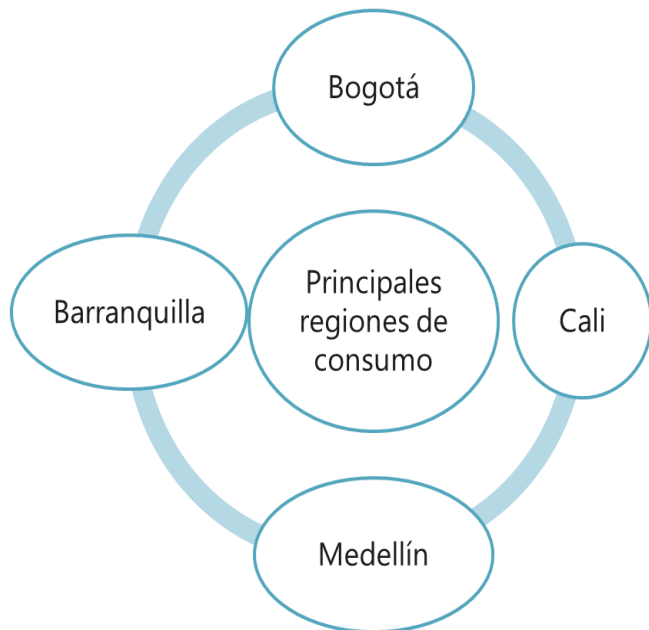 Bogotá
Barranquilla
Principales
regiones de
consumo
Cali
Medellín